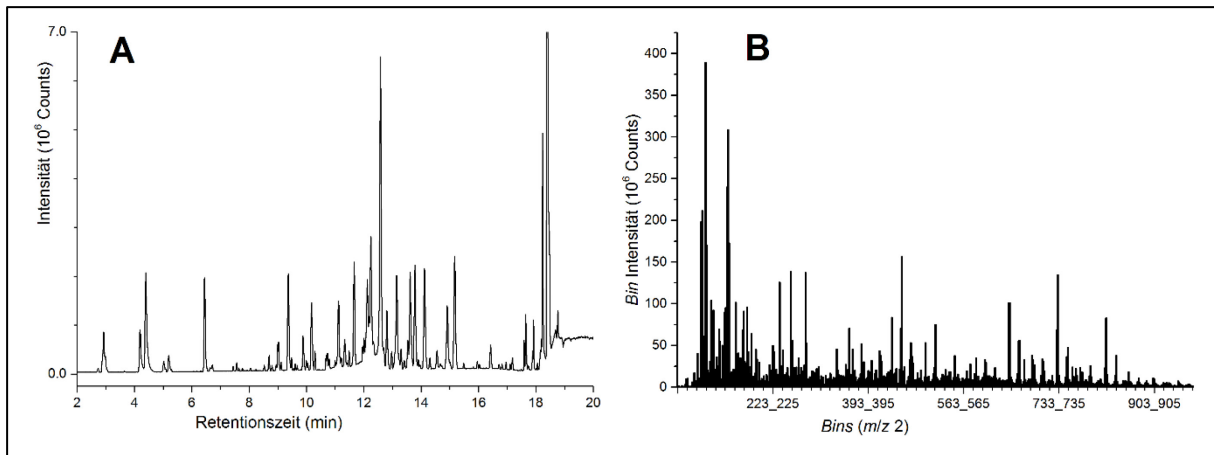 A
7.0
0.0
Intensität (10⁶ Counts)
2 4 6 8 10 12 14 16 18 20
Retentionszeit (min)
B
400
350
300
250
200
150
100
50
0
Bin Intensität (10⁶ Counts)
223_225 393_395 563_565 733_735 903_905
Bins (m/z 2)